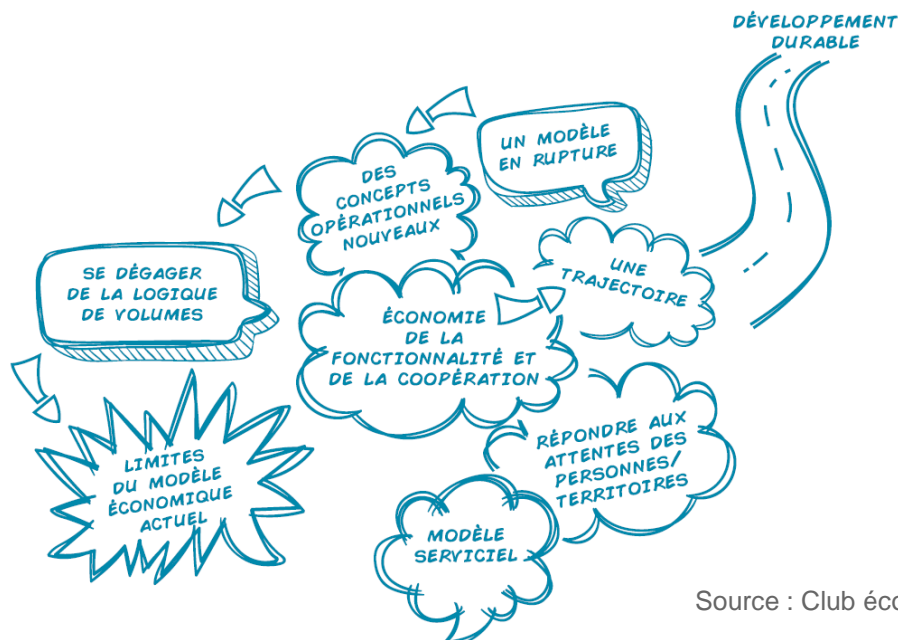 DÉVELOPPEMENT
DURABLE
UN MODÈLE
EN RUPTURE
DES
CONCEPTS
OPÉRATIONNELS
NOUVEAUX
SE DÉGAGER
DE LA LOGIQUE
DE VOLUMES
UNE
TRAJECTOIRE
ÉCONOMIE
DE LA
FONCTIONNALITÉ ET
DE LA COOPÉRATION
LIMITES
DU MODÈLE
ÉCONOMIQUE
ACTUEL
RÉPONDRE AUX
ATTENTES DES
PERSONNES/
TERRITOIRES
MODÈLE
SERVICIEL
Source : Club éco